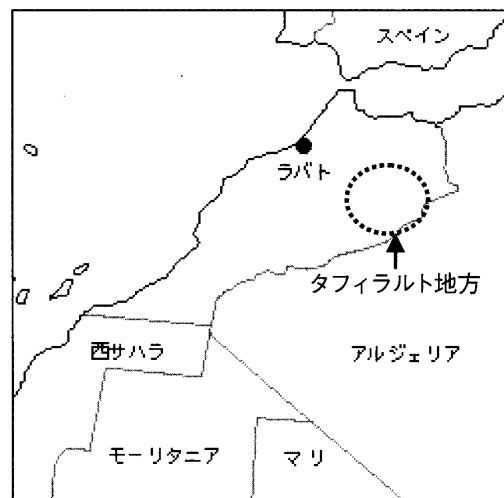 スペイン
ラバト
タフィラルト地方
西サハラ
アルジェリア
モーリタニア
マリ